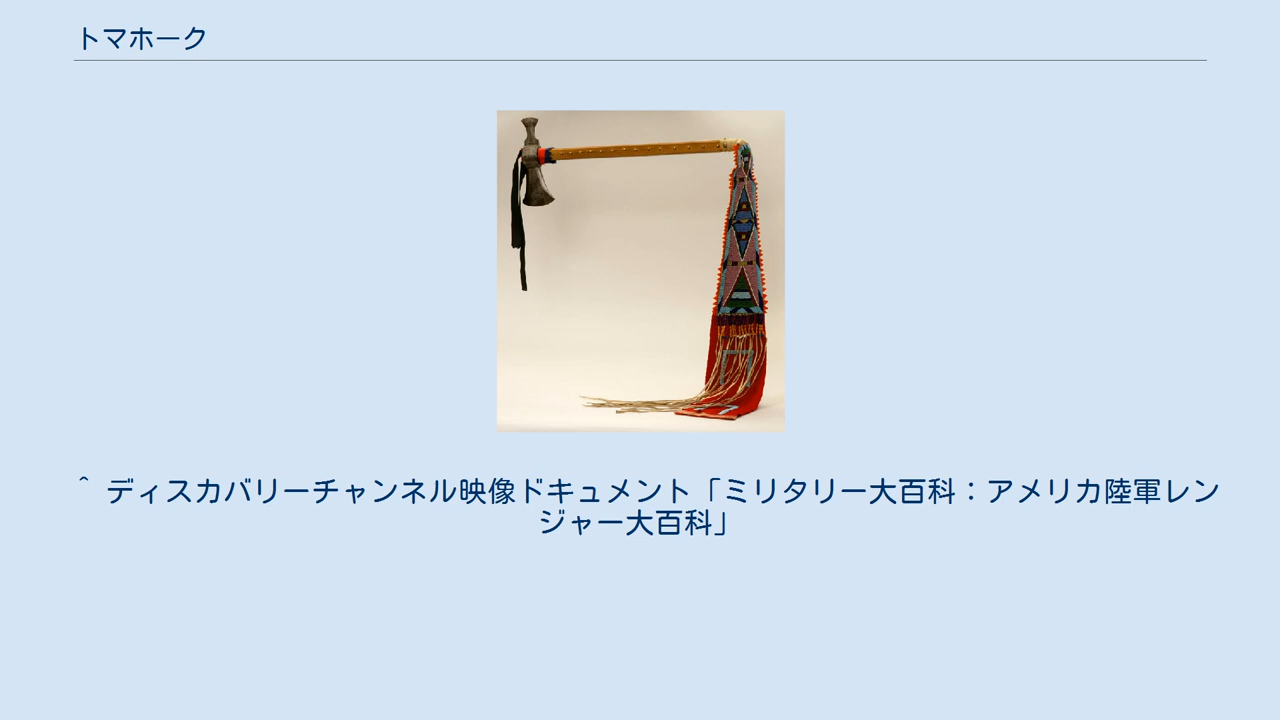 トマホーク
^ ディスカバリーチャンネル映像ドキュメント「ミリタリー大百科：アメリカ陸軍レン
ジャー大百科」